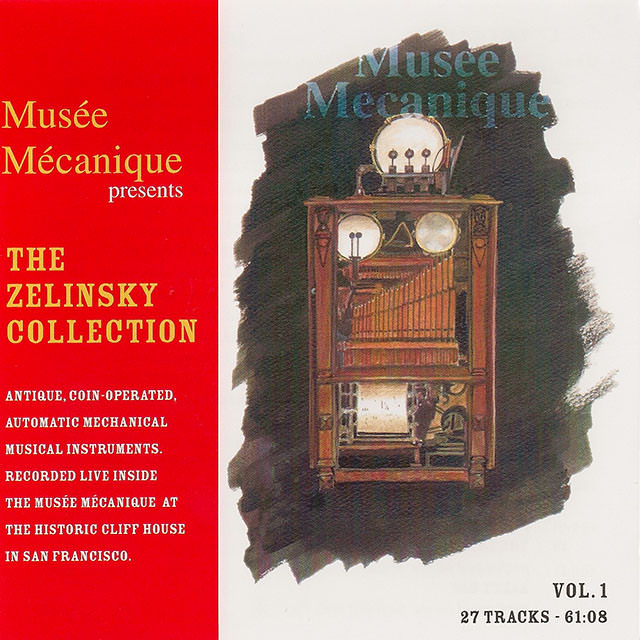 Musée
Mécanique
presents
THE
ZELINSKY
COLLECTION
ANTIQUE, COIN-OPERATED,
AUTOMATIC MECHANICAL
MUSICAL INSTRUMENTS.
RECORDED LIVE INSIDE
THE MUSÉE MÉCANIQUE AT
THE HISTORIC CLIFF HOUSE
IN SAN FRANCISCO.
Musée
Mecanique
VOL. 1
27 TRACKS - 61:08